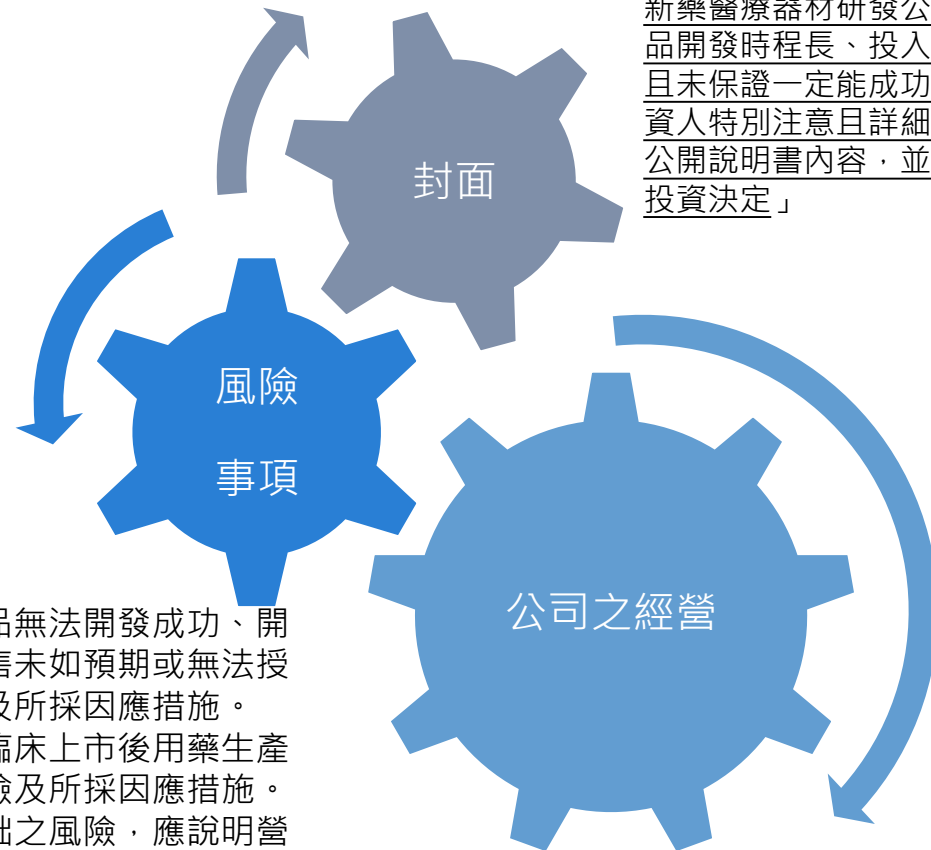 新藥醫療器材研發公
品開發時程長、投入
且未保證一定能成功
資人特別注意且詳細
公開說明書內容，並
投資決定」
封面
風險
事項
公司之經營
品無法開發成功、開
售未如預期或無法授
及所採因應措施。
臨床上市後用藥生產
險及所採因應措施。
礎之風險，應說明營